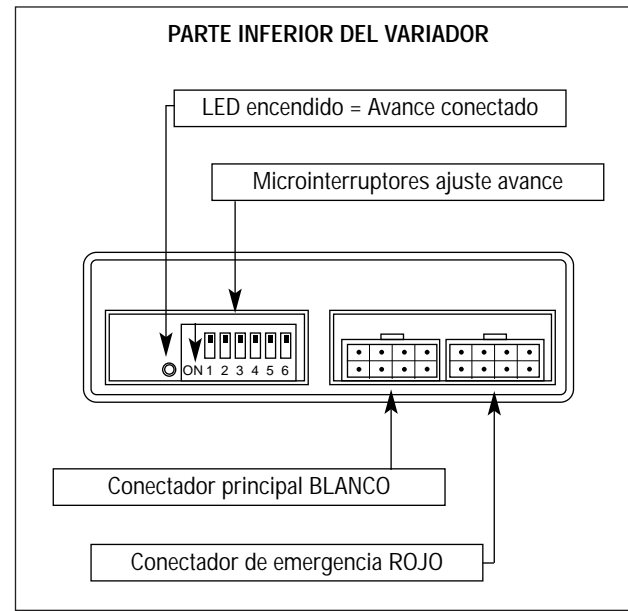 PARTE INFERIOR DEL VARIADOR
LED encendido = Avance conectado
Microinterruptores ajuste avance
ON 1 2 3 4 5 6
Conectador principal BLANCO
Conectador de emergencia ROJO